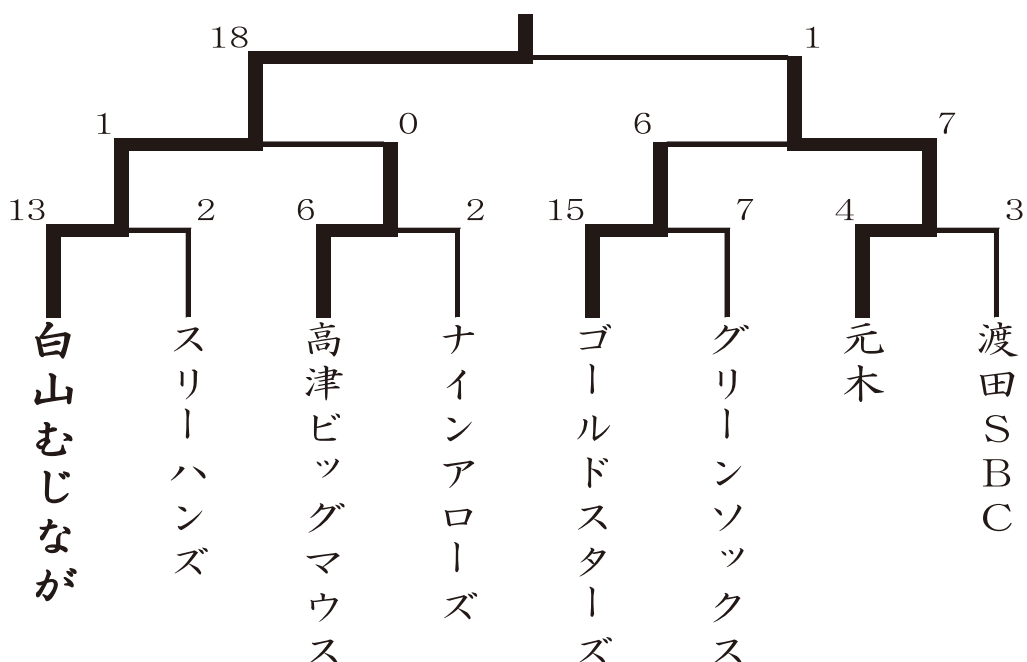 18 1
1 0 6 7
13 2 6 2 15 7 4 3
白山むじなが
スリーハンズ
高津ビッグマウス
ナインアローズ
ゴールドスターズ
グリーンソックス
元木
渡田SBC